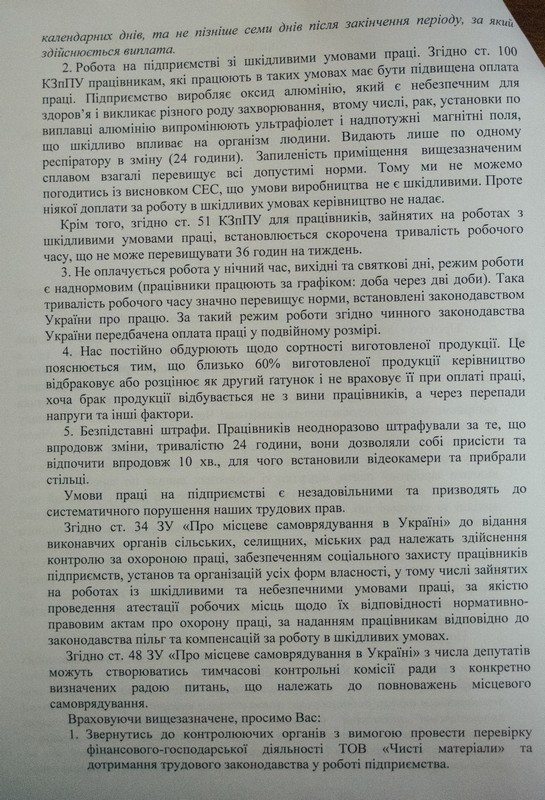 календарних днів, та не пізніше семи днів після закінчення періоду, за який
здійснюється виплата.
2. Робота на підприємстві зі шкідливими умовами праці. Згідно ст. 100
КЗпПУ працівникам, які працюють в таких умовах має бути підвищена оплата
праці. Підприємство виробляє оксид алюмінію, який є небезпечним для
здоров'я і викликає різного роду захворювання, втому числі, рак, установки по
виплавці алюмінію випромінюють ультрафіолет і надпотужні магнітні поля,
що шкідливо впливає на організм людини. Видають лише по одному
респіратору в зміну (24 години). Запиленість приміщення вищезазначеним
сплавом взагалі перевищує всі допустимі норми. Тому ми не можемо
погодитись із висновком СЕС, що умови виробництва не є шкідливими. Проте
ніякої доплати за роботу в шкідливих умовах керівництво не надає.
Крім того, згідно ст. 51 КЗпПУ для працівників, зайнятих на роботах з
шкідливими умовами праці, встановлюється скорочена тривалість робочого
часу, що не може перевищувати 36 годин на тиждень.
3. Не оплачується робота у нічний час, вихідні та святкові дні, режим роботи
є наднормовим (працівники працюють за графіком: доба через дві доби). Така
тривалість робочого часу значно перевищує норми, встановлені законодавством
України про працю. За такий режим роботи згідно чинного законодавства
України передбачена оплата праці у подвійному розмірі.
4. Нас постійно обдурюють щодо сортності виготовленої продукції. Це
пояснюється тим, що близько 60% виготовленої продукції керівництво
відбраковує або розцінює як другий ґатунок і не враховує її при оплаті праці,
хоча брак продукції відбувається не з вини працівників, а через перепади
напруги та інші фактори.
5. Безпідставні штрафи. Працівників неодноразово штрафували за те, що
впродовж зміни, тривалістю 24 години, вони дозволяли собі присісти та
відпочити впродовж 10 хв., для чого встановили відеокамери та прибрали
стільці.
Умови праці на підприємстві є незадовільними та призводять до
систематичного порушення наших трудових прав.
Згідно ст. 34 ЗУ «Про місцеве самоврядування в Україні» до відання
виконавчих органів сільських, селищних, міських рад належать здійснення
контролю за охороною праці, забезпеченням соціального захисту працівників
підприємств, установ та організацій усіх форм власності, у тому числі зайнятих
на роботах із шкідливими та небезпечними умовами праці, за якістю
проведення атестації робочих місць щодо їх відповідності нормативно-
правовим актам про охорону праці, за наданням працівникам відповідно до
законодавства пільг та компенсацій за роботу в шкідливих умовах.
Згідно ст. 48 ЗУ «Про місцеве самоврядування в Україні» з числа депутатів
можуть створюватись тимчасові контрольні комісії ради з конкретно
визначених радою питань, що належать до повноважень місцевого
самоврядування.
Враховуючи вищезазначене, просимо Вас:
1. Звернутись до контролюючих органів з вимогою провести перевірку
фінансового-господарської діяльності ТОВ «Чисті матеріали» та
дотримання трудового законодавства у роботі підприємства.